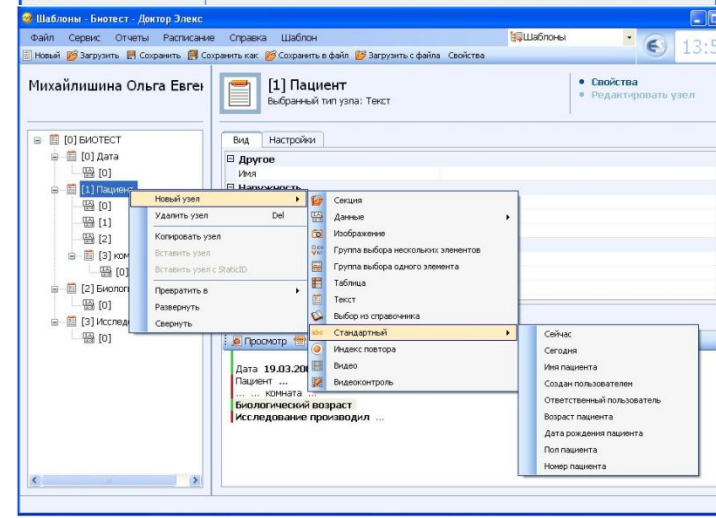 Шаблоны - Биотест - Доктор Элекс
Файл Сервис Отчеты Расписание Справка Шаблон
Шаблоны
13:5
Новый Загрузить Сохранить Сохранить как Сохранить в файл Загрузить с файла Свойства
Михайлишина Ольга Евген
[1] Пациент
Выбранный тип узла: Текст
Свойства
Редактировать узел
[0] БИОТЕСТ
[0] Дата
[0]
[1] Пациент
[0]
[1]
[2]
[3] ком
[0]
[2] Биолог
[0]
[3] Исслед
[0]
Вид Настройки
Другое
Имя
Наружность
Новый узел
Удалить узел Del
Копировать узел
Вставить узел
Вставить узел с StaticID
Превратить в
Развернуть
Свернуть
Секция
Данные
Изображение
Группа выбора нескольких элементов
Группа выбора одного элемента
Таблица
Текст
Выбор из справочника
Стандартный
Индекс повтора
Видео
Видеоконтроль
Сейчас
Сегодня
Имя пациента
Создан пользователем
Ответственный пользователь
Возраст пациента
Дата рождения пациента
Пол пациента
Номер пациента
Просмотр
Дата 19.03.20
Пациент ...
... ... комната
Биологический возраст
Исследование производил ...